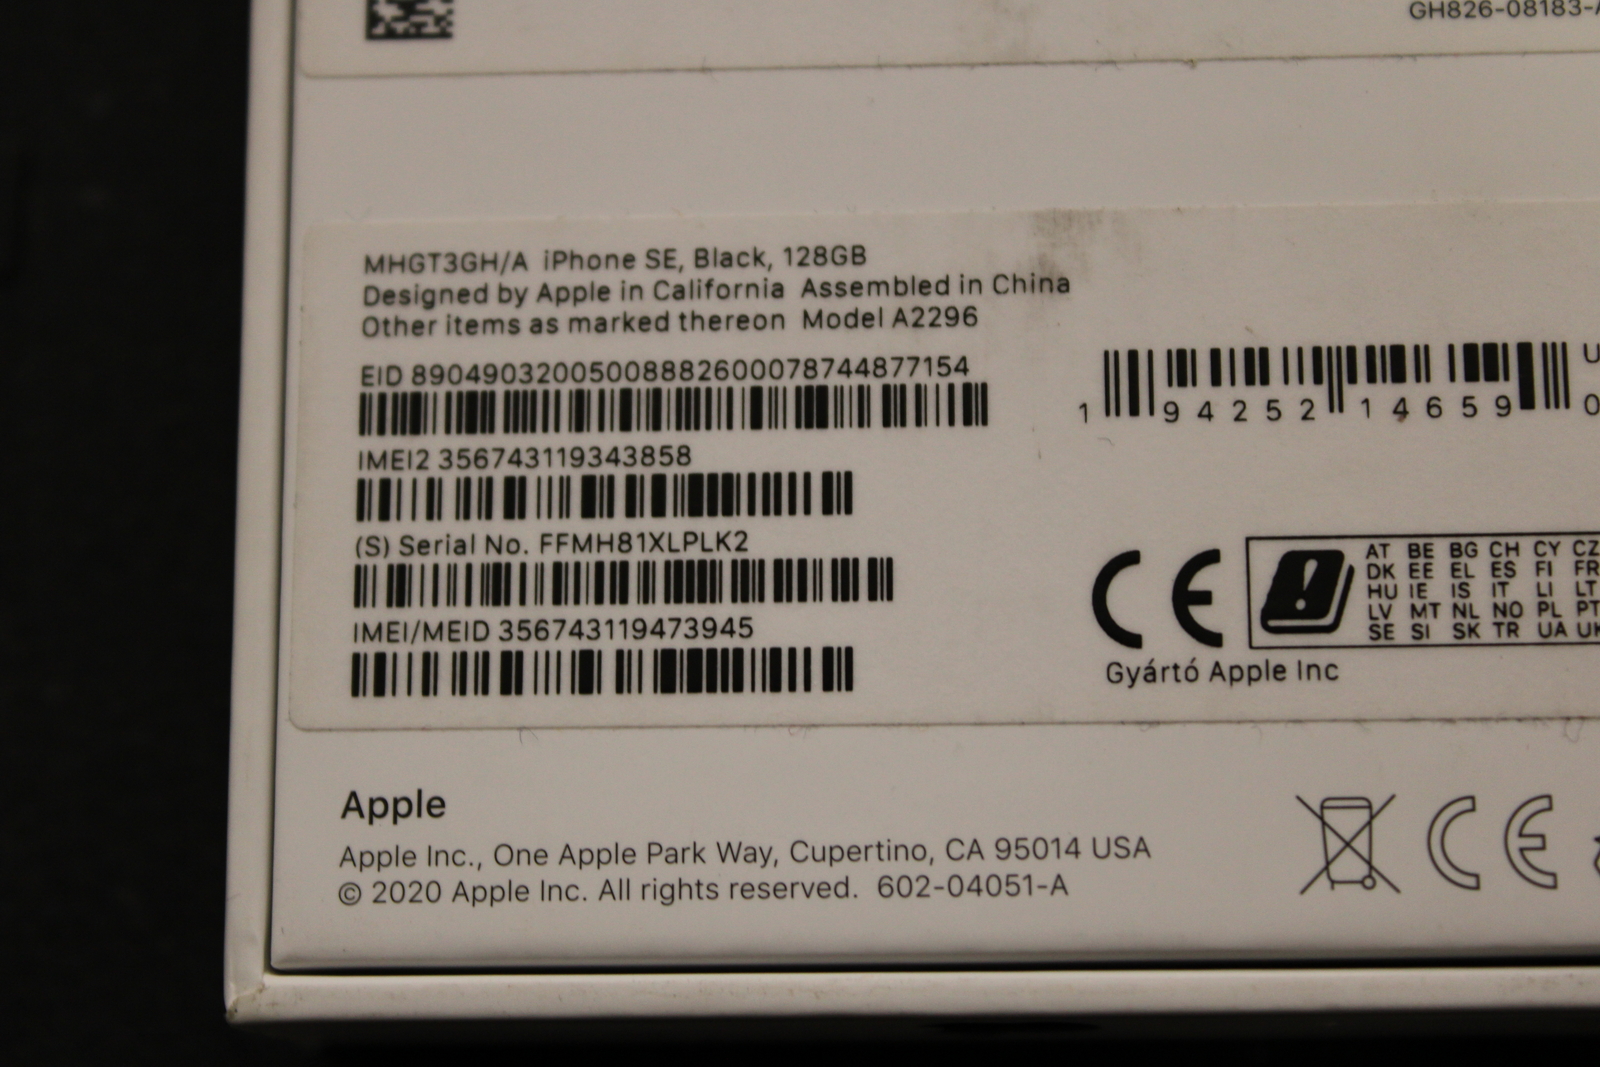 GH826-08183-
MHGT3GH/A iPhone SE, Black, 128GB
Designed by Apple in California Assembled in China
Other items as marked thereon Model A2296
EID 89049032005008882600078744877154
IMEI2 356743119343858
(S) Serial No. FFMH81XLPLK2
IMEI/MEID 356743119473945
1 94252 14659
CE
AT BE BG CH CY CZ
DK EE EL ES FI FR
HU IE IS IT LI LT
LV MT NL NO PL PT
SE SI SK TR UA UK
Gyártó Apple Inc
Apple
Apple Inc., One Apple Park Way, Cupertino, CA 95014 USA
© 2020 Apple Inc. All rights reserved. 602-04051-A
CE